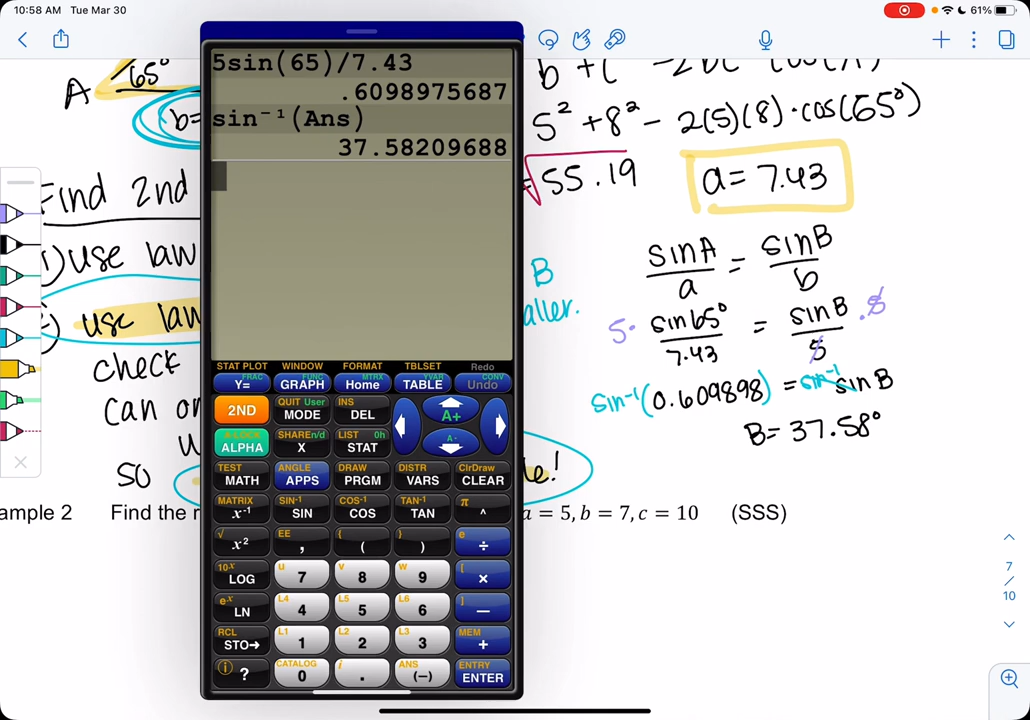 10:58 AM Tue Mar 30
61%
5sin(65)/7.43
.6098975687
sin⁻¹(Ans)
37.58209688
A 65°
b=
5² + 8² − 2(5)(8) · cos(65°)
55.19
a = 7.43
Find 2nd
1) use law
use law
check
can on
so
B
aller.
le!
sinA/a = sinB/b
5· sin65°/7.43 = sinB/5 .5
sin⁻¹(0.609898) = sin⁻¹ sin B
B = 37.58°
ample 2 Find the r
a = 5, b = 7, c = 10 (SSS)
7
/
10
STAT PLOT WINDOW FORMAT TBLSET Redo
Y= GRAPH Home TABLE Undo
QUIT User INS
2ND MODE DEL A+
A-LOCK SHARE n/d LIST 0h A-
ALPHA X STAT
TEST ANGLE DRAW DISTR ClrDraw
MATH APPS PRGM VARS CLEAR
MATRIX SIN⁻¹ COS⁻¹ TAN⁻¹ π
x⁻¹ SIN COS TAN ^
√ EE { } e
x² , ( ) ÷
10ˣ u v w [
LOG 7 8 9 ×
eˣ L4 L5 L6 ]
LN 4 5 6 −
RCL L1 L2 L3 MEM
STO→ 1 2 3 +
i CATALOG i ANS ENTRY
? 0 . (−) ENTER